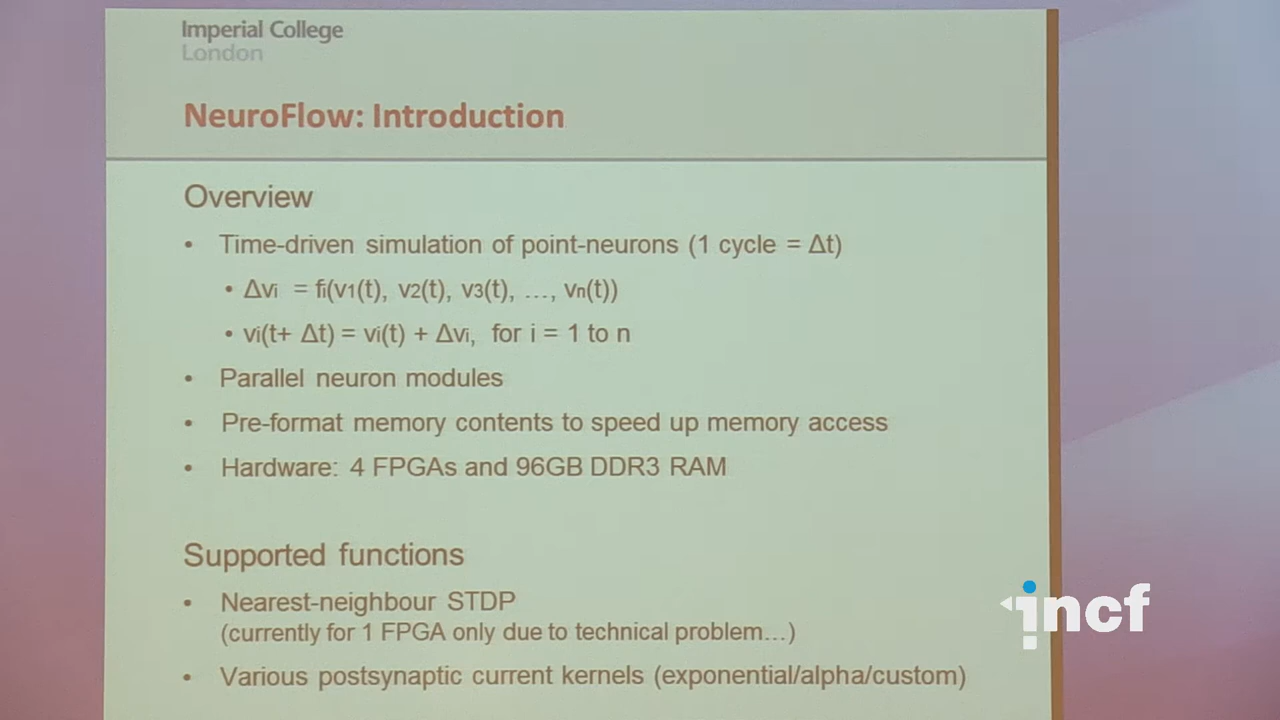 Imperial College
London
NeuroFlow: Introduction
Overview
• Time-driven simulation of point-neurons (1 cycle = Δt)
• Δvi = fi(v1(t), v2(t), v3(t), …, vn(t))
• vi(t+ Δt) = vi(t) + Δvi, for i = 1 to n
• Parallel neuron modules
• Pre-format memory contents to speed up memory access
• Hardware: 4 FPGAs and 96GB DDR3 RAM
Supported functions
• Nearest-neighbour STDP
(currently for 1 FPGA only due to technical problem…)
• Various postsynaptic current kernels (exponential/alpha/custom)
incf